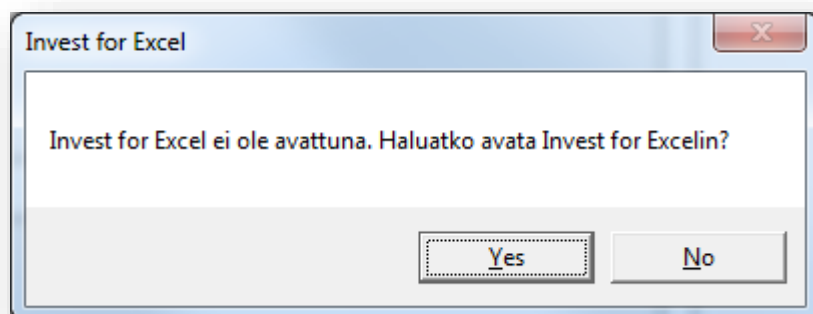 Invest for Excel
Invest for Excel ei ole avattuna. Haluatko avata Invest for Excelin?
Yes
No